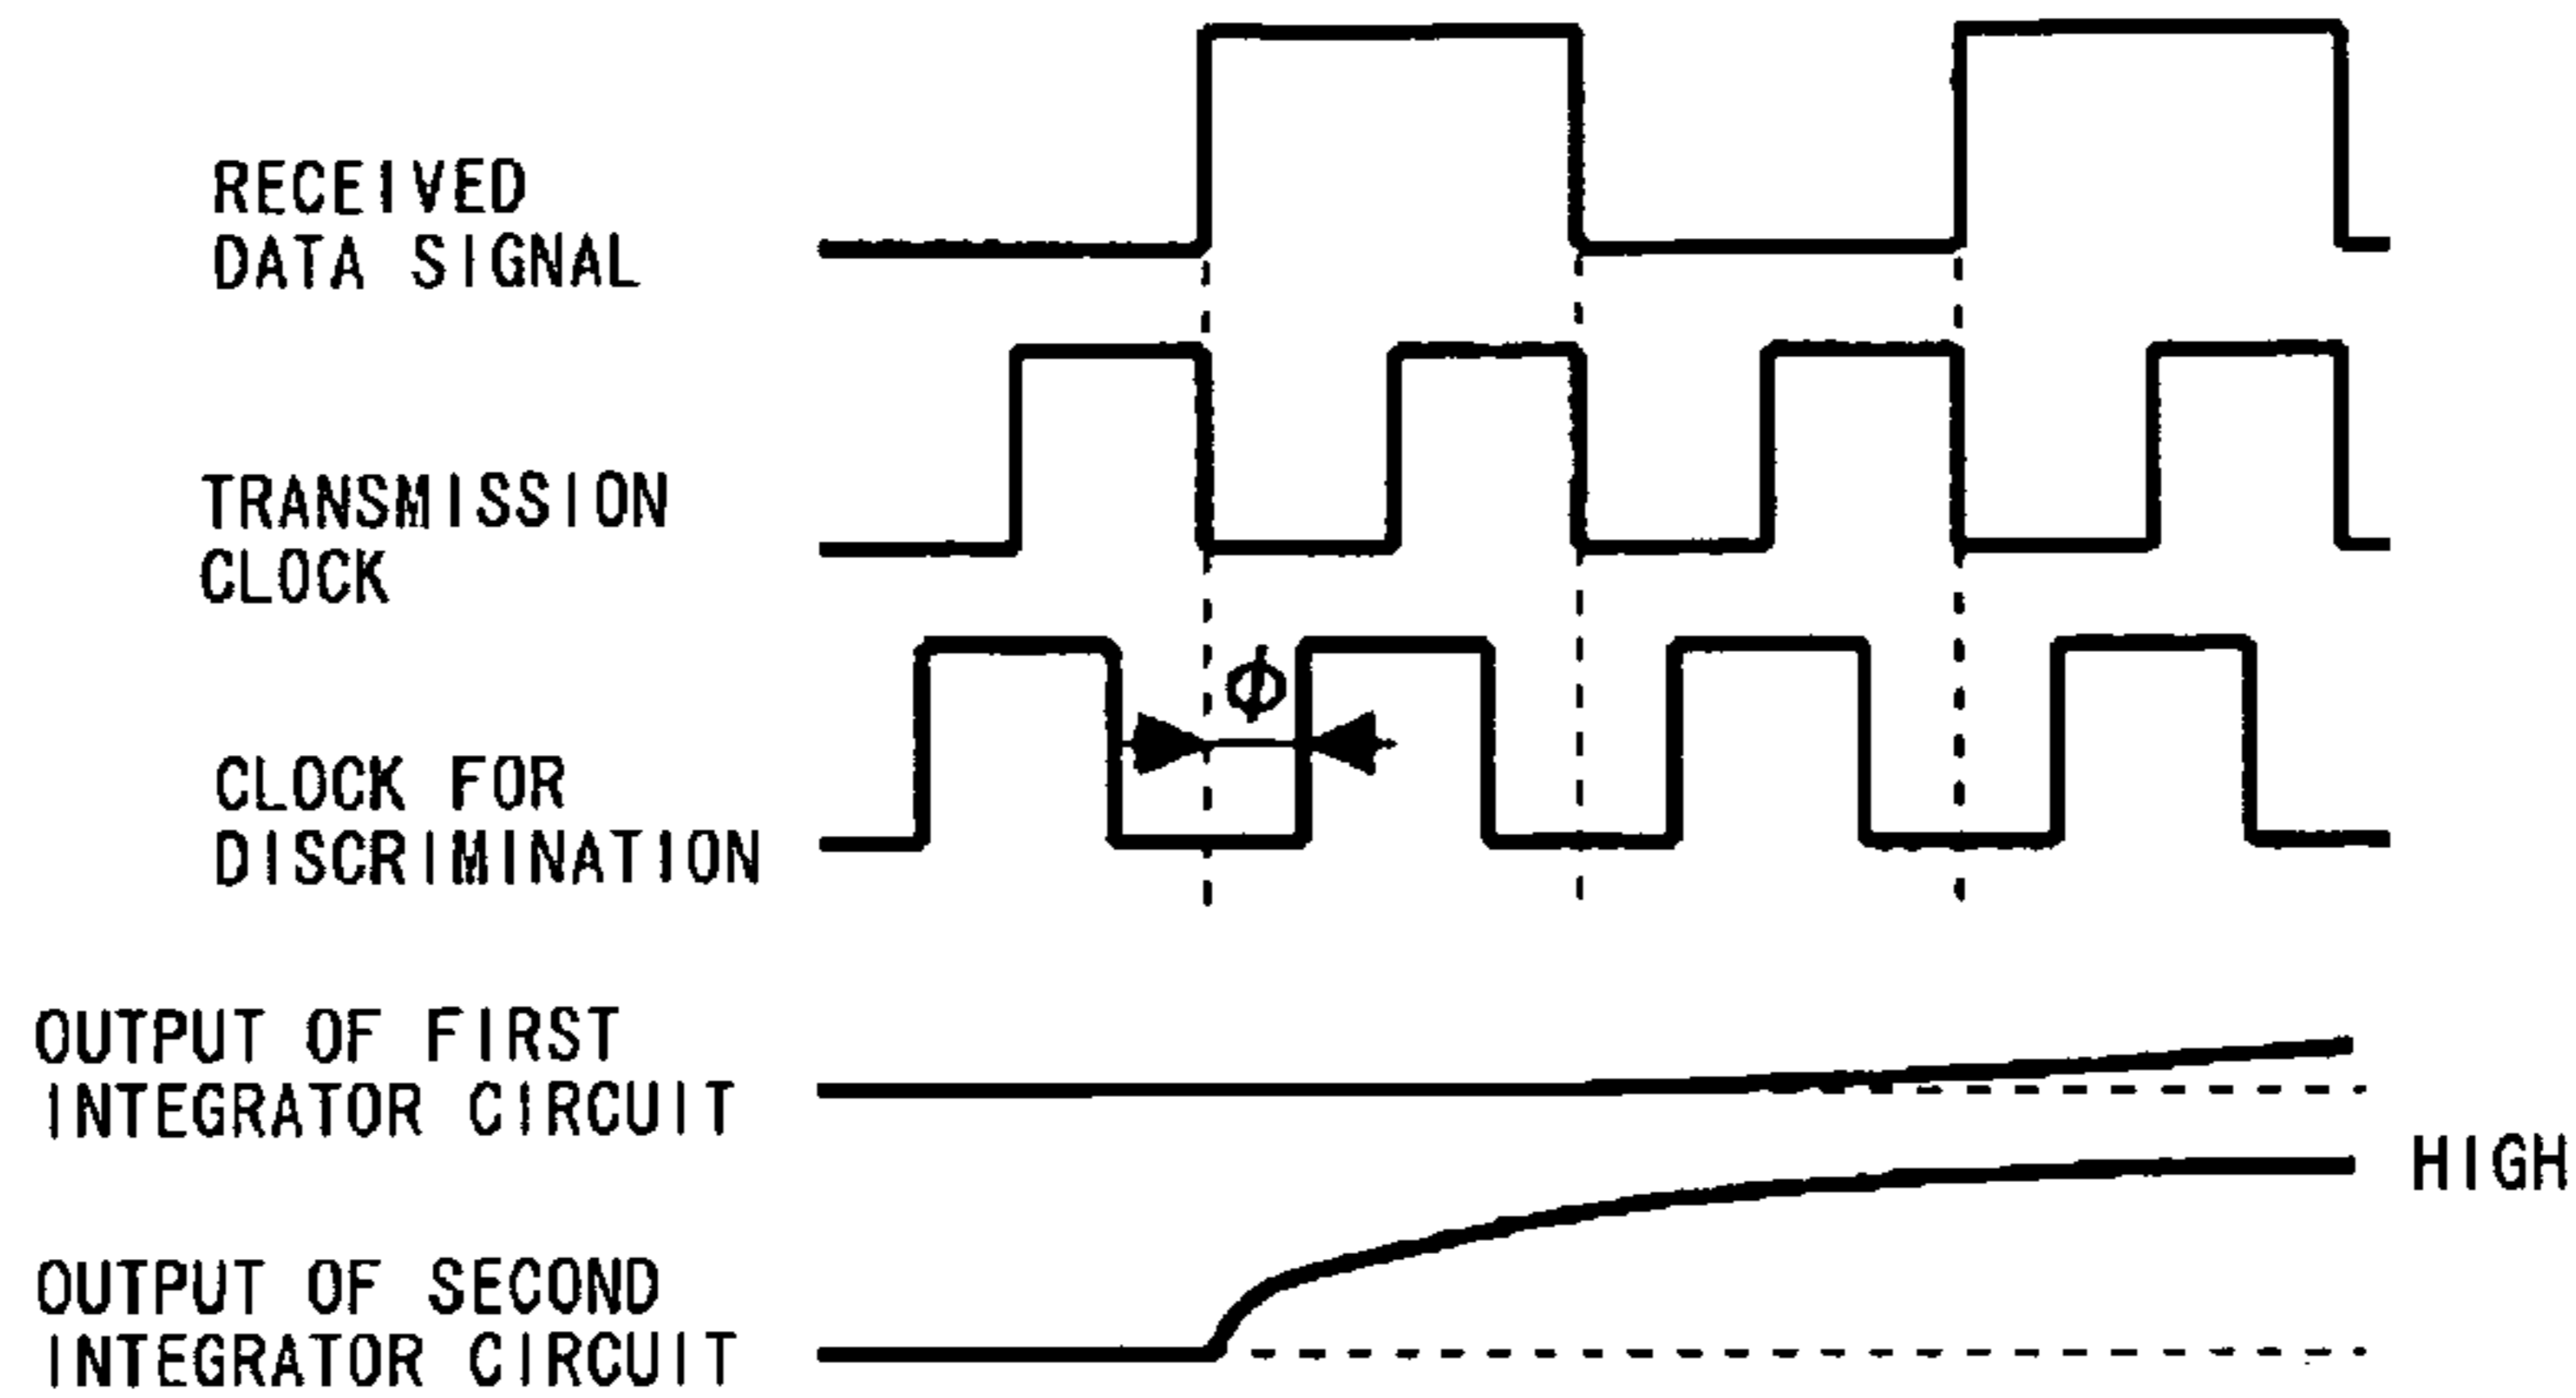 RECEIVED
DATA SIGNAL
TRANSMISSION
CLOCK
ϕ
CLOCK FOR
DISCRIMINATION
OUTPUT OF FIRST
INTEGRATOR CIRCUIT
HIGH
OUTPUT OF SECOND
INTEGRATOR CIRCUIT